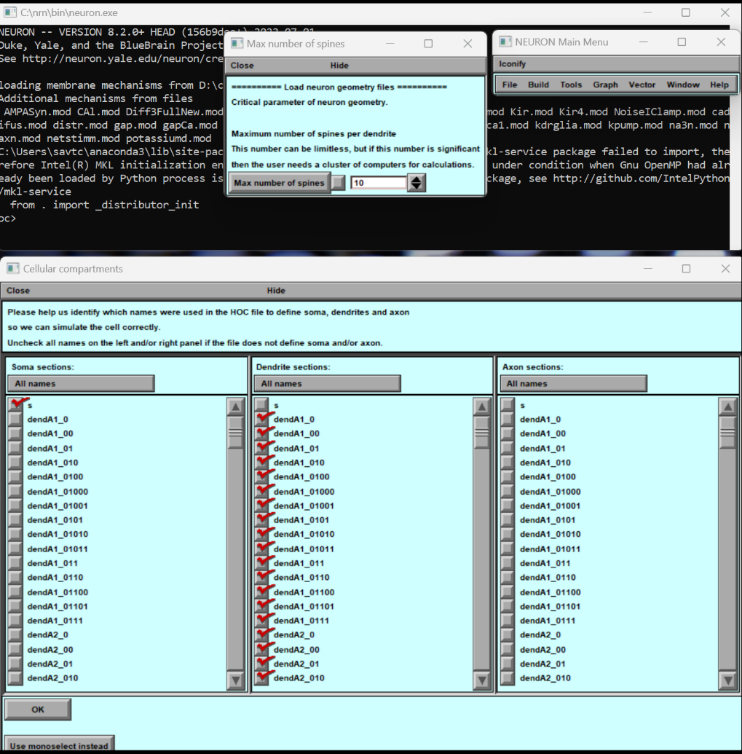 C:\nrn\bin\neuron.exe
NEURON -- VERSION 8.2.0+ HEAD (156b9de
Duke, Yale, and the BlueBrain Project
See http://neuron.yale.edu/neuron/cre
loading membrane mechanisms from D:\c
Additional mechanisms from files
AMPASyn.mod CAl.mod Diff3FullNew.mod
mod Kir.mod Kir4.mod NoiseIClamp.mod cad
ifus.mod distr.mod gap.mod gapCa.mod
cal.mod kdrglia.mod kpump.mod na3n.mod n
axn.mod netstimm.mod potassiumd.mod
C:\Users\savtc\anaconda3\lib\site-pac
kl-service package failed to import, the
refore Intel(R) MKL initialization en
under condition when Gnu OpenMP had alr
eady been loaded by Python process is
ckage, see http://github.com/IntelPython
/mkl-service
from . import _distributor_init
oc>
Max number of spines
Close Hide
========== Load neuron geometry files ==========
Critical parameter of neuron geometry.
Maximum number of spines per dendrite
This number can be limitless, but if this number is significant
then the user needs a cluster of computers for calculations.
Max number of spines 10
NEURON Main Menu
Iconify
File Build Tools Graph Vector Window Help
Cellular compartments
Close Hide
Please help us identify which names were used in the HOC file to define soma, dendrites and axon
so we can simulate the cell correctly.
Uncheck all names on the left and/or right panel if the file does not define soma and/or axon.
Soma sections:
All names
s
dendA1_0
dendA1_00
dendA1_01
dendA1_010
dendA1_0100
dendA1_01000
dendA1_01001
dendA1_0101
dendA1_01010
dendA1_01011
dendA1_011
dendA1_0110
dendA1_01100
dendA1_01101
dendA1_0111
dendA2_0
dendA2_00
dendA2_01
dendA2_010
Dendrite sections:
All names
s
dendA1_0
dendA1_00
dendA1_01
dendA1_010
dendA1_0100
dendA1_01000
dendA1_01001
dendA1_0101
dendA1_01010
dendA1_01011
dendA1_011
dendA1_0110
dendA1_01100
dendA1_01101
dendA1_0111
dendA2_0
dendA2_00
dendA2_01
dendA2_010
Axon sections:
All names
s
dendA1_0
dendA1_00
dendA1_01
dendA1_010
dendA1_0100
dendA1_01000
dendA1_01001
dendA1_0101
dendA1_01010
dendA1_01011
dendA1_011
dendA1_0110
dendA1_01100
dendA1_01101
dendA1_0111
dendA2_0
dendA2_00
dendA2_01
dendA2_010
OK
Use monoselect instead